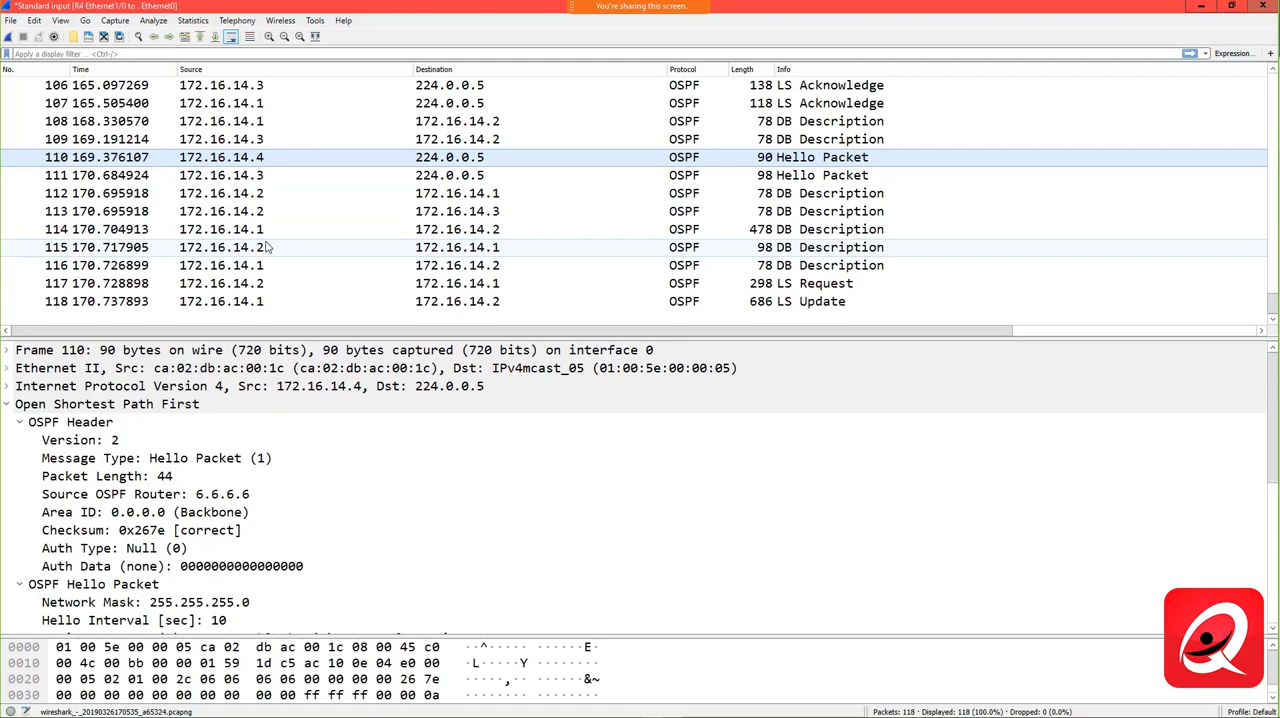 *Standard input [R4 Ethernet1/0 to . Ethernet0]
You're sharing this screen.
File Edit View Go Capture Analyze Statistics Telephony Wireless Tools Help
Apply a display filter ... <Ctrl-/>
Expression...
+
No. Time Source Destination Protocol Length Info
106 165.097269 172.16.14.3 224.0.0.5 OSPF 138 LS Acknowledge
107 165.505400 172.16.14.1 224.0.0.5 OSPF 118 LS Acknowledge
108 168.330570 172.16.14.1 172.16.14.2 OSPF 78 DB Description
109 169.191214 172.16.14.3 172.16.14.2 OSPF 78 DB Description
110 169.376107 172.16.14.4 224.0.0.5 OSPF 90 Hello Packet
111 170.684924 172.16.14.3 224.0.0.5 OSPF 98 Hello Packet
112 170.695918 172.16.14.2 172.16.14.1 OSPF 78 DB Description
113 170.695918 172.16.14.2 172.16.14.3 OSPF 78 DB Description
114 170.704913 172.16.14.1 172.16.14.2 OSPF 478 DB Description
115 170.717905 172.16.14.2 172.16.14.1 OSPF 98 DB Description
116 170.726899 172.16.14.1 172.16.14.2 OSPF 78 DB Description
117 170.728898 172.16.14.2 172.16.14.1 OSPF 298 LS Request
118 170.737893 172.16.14.1 172.16.14.2 OSPF 686 LS Update
Frame 110: 90 bytes on wire (720 bits), 90 bytes captured (720 bits) on interface 0
Ethernet II, Src: ca:02:db:ac:00:1c (ca:02:db:ac:00:1c), Dst: IPv4mcast_05 (01:00:5e:00:00:05)
Internet Protocol Version 4, Src: 172.16.14.4, Dst: 224.0.0.5
Open Shortest Path First
OSPF Header
Version: 2
Message Type: Hello Packet (1)
Packet Length: 44
Source OSPF Router: 6.6.6.6
Area ID: 0.0.0.0 (Backbone)
Checksum: 0x267e [correct]
Auth Type: Null (0)
Auth Data (none): 0000000000000000
OSPF Hello Packet
Network Mask: 255.255.255.0
Hello Interval [sec]: 10
0000 01 00 5e 00 00 05 ca 02 db ac 00 1c 08 00 45 c0 ··^····· ······E·
0010 00 4c 00 bb 00 00 01 59 1d c5 ac 10 0e 04 e0 00 ·L·····Y ········
0020 00 05 02 01 00 2c 06 06 06 06 00 00 00 00 26 7e ·····,·· ······&~
0030 00 00 00 00 00 00 00 00 00 00 ff ff ff 00 00 0a ········ ········
wireshark_-_20190326170535_a65324.pcapng
Packets: 118 · Displayed: 118 (100.0%) · Dropped: 0 (0.0%)
Profile: Default